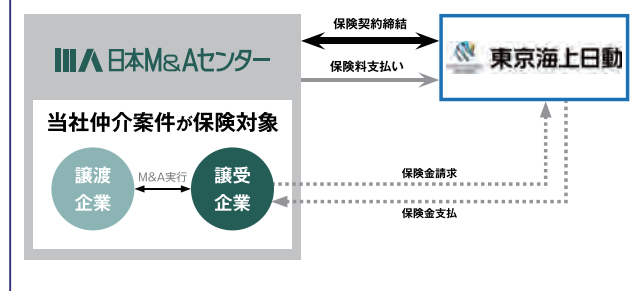 保険契約締結
日本M&Aセンター
東京海上日動
保険料支払い
当社仲介案件が保険対象
譲渡
企業
M&A実行
譲受
企業
保険金請求
保険金支払